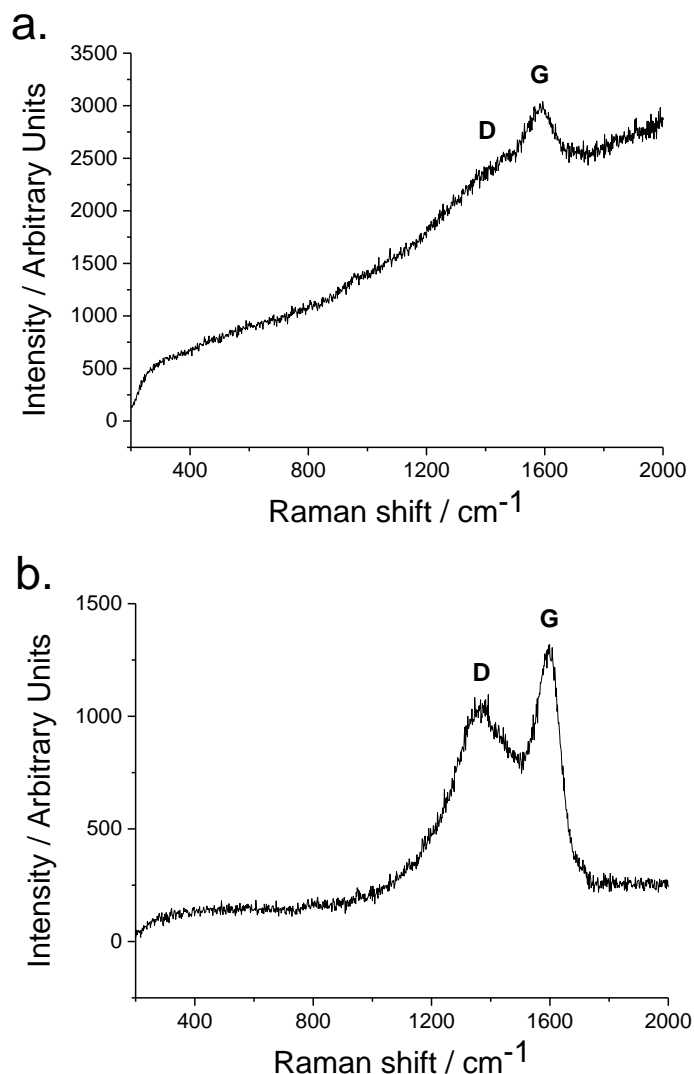 a.
3500
3000
2500
2000
1500
1000
500
0
G
D
Intensity / Arbitrary Units
400
800
1200
1600
2000
Raman shift / cm-1
b.
1500
1000
500
0
G
D
Intensity / Arbitrary Units
400
800
1200
1600
2000
Raman shift / cm-1